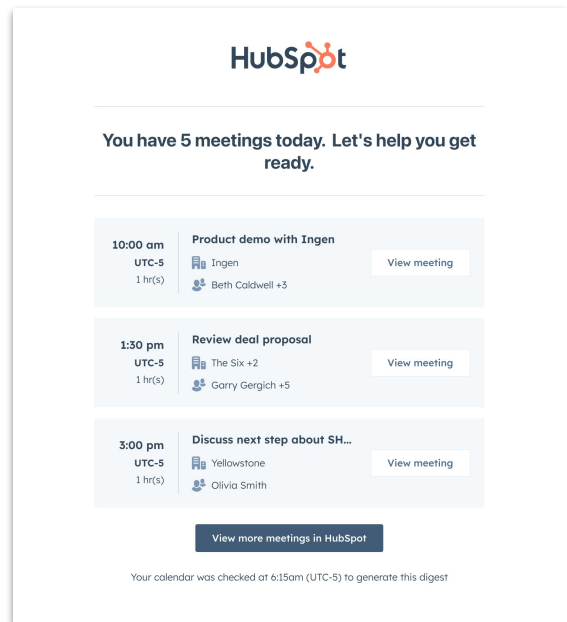 HubSpot
You have 5 meetings today. Let's help you get
ready.
10:00 am
UTC-5
1 hr(s)
Product demo with Ingen
Ingen
Beth Caldwell +3
View meeting
1:30 pm
UTC-5
1 hr(s)
Review deal proposal
The Six +2
Garry Gergich +5
View meeting
3:00 pm
UTC-5
1 hr(s)
Discuss next step about SH...
Yellowstone
Olivia Smith
View meeting
View more meetings in HubSpot
Your calendar was checked at 6:15am (UTC-5) to generate this digest